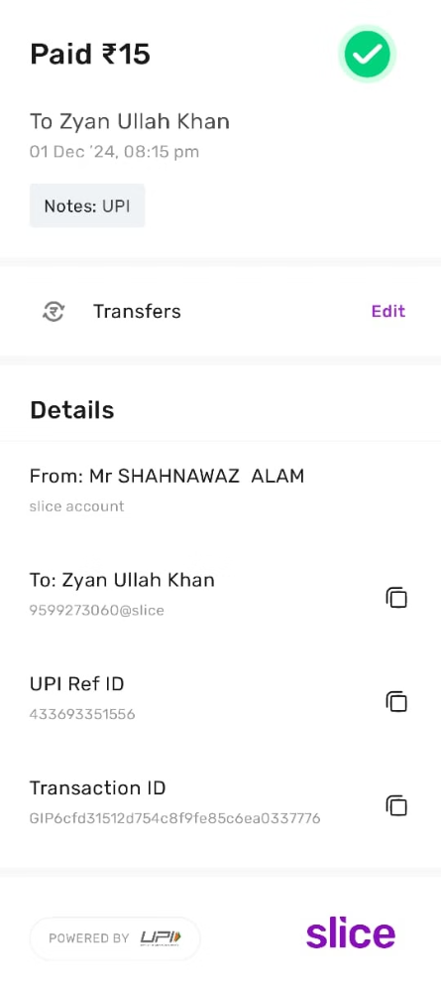 Paid ₹15
To Zyan Ullah Khan
01 Dec '24, 08:15 pm
Notes: UPI
Transfers
Edit
Details
From: Mr SHAHNAWAZ  ALAM
slice account
To: Zyan Ullah Khan
9599273060@slice
UPI Ref ID
433693351556
Transaction ID
GIP6cfd31512d754c8f9fe85c6ea0337776
POWERED BY UPI
slice